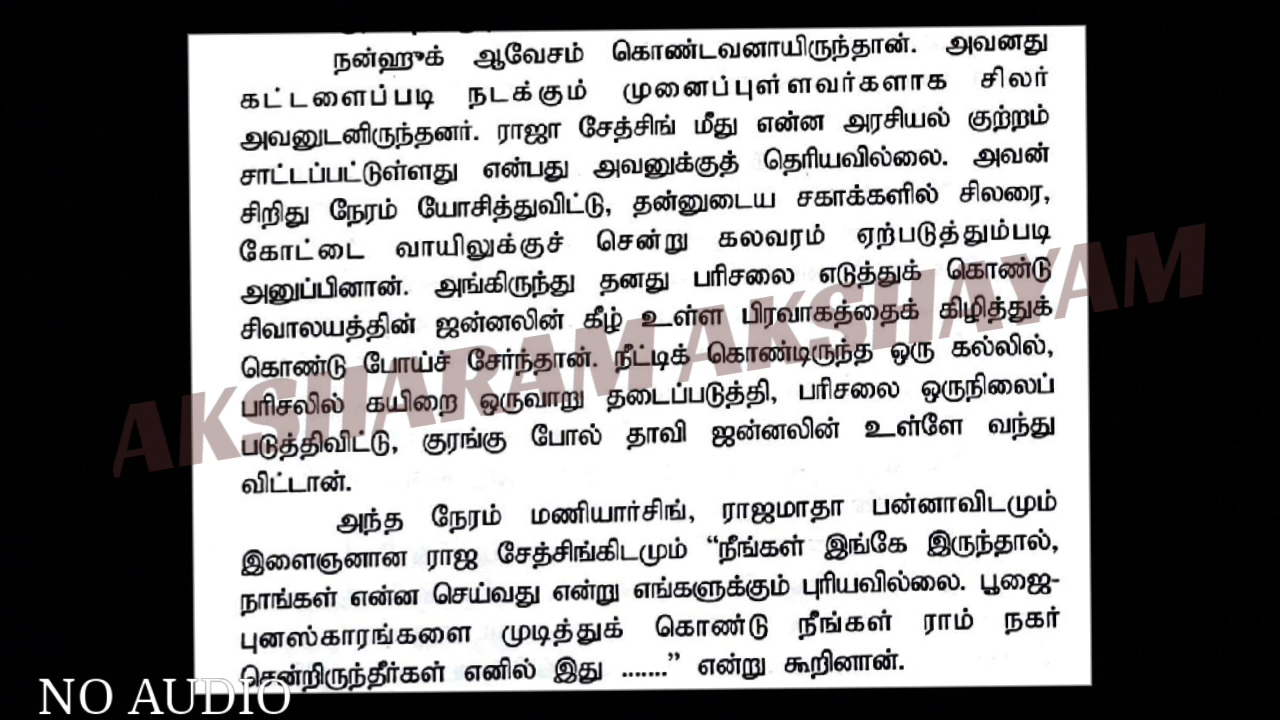 நன்ஹுக் ஆவேசம் கொண்டவனாயிருந்தான். அவனது
கட்டளைப்படி நடக்கும் முனைப்புள்ளவர்களாக சிலர்
அவனுடனிருந்தனர். ராஜா சேத்சிங் மீது என்ன அரசியல் குற்றம்
சாட்டப்பட்டுள்ளது என்பது அவனுக்குத் தெரியவில்லை. அவன்
சிறிது நேரம் யோசித்துவிட்டு, தன்னுடைய சகாக்களில் சிலரை,
கோட்டை வாயிலுக்குச் சென்று கலவரம் ஏற்படுத்தும்படி
அனுப்பினான். அங்கிருந்து தனது பரிசலை எடுத்துக் கொண்டு
சிவாலயத்தின் ஜன்னலின் கீழ் உள்ள பிரவாகத்தைக் கிழித்துக்
கொண்டு போய்ச் சேர்ந்தான். நீட்டிக் கொண்டிருந்த ஒரு கல்லில்,
பரிசலில் கயிறை ஒருவாறு தடைப்படுத்தி, பரிசலை ஒருநிலைப்
படுத்திவிட்டு, குரங்கு போல் தாவி ஜன்னலின் உள்ளே வந்து
விட்டான்.
அந்த நேரம் மணியார்சிங், ராஜமாதா பன்னாவிடமும்
இளைஞனான ராஜ சேத்சிங்கிடமும் “நீங்கள் இங்கே இருந்தால்,
நாங்கள் என்ன செய்வது என்று எங்களுக்கும் புரியவில்லை. பூஜை-
புனஸ்காரங்களை முடித்துக் கொண்டு நீங்கள் ராம் நகர்
சென்றிருந்தீர்கள் எனில் இது .......” என்று கூறினான்.
AKSHARAM AKSHAYAM
NO AUDIO